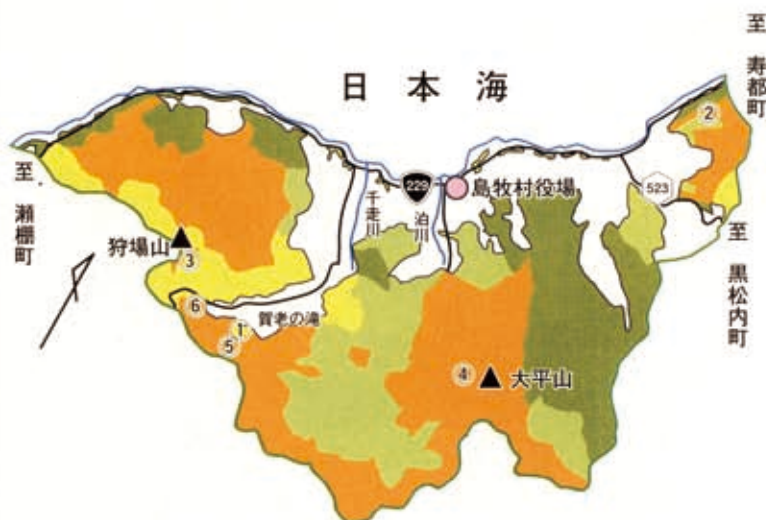 日本海
至 寿都町
②
229
島牧村役場
523
千走川
泊川
至 瀬棚町
狩場山
③
至 黒松内町
⑥
賀老の滝
①
⑤
④
大平山